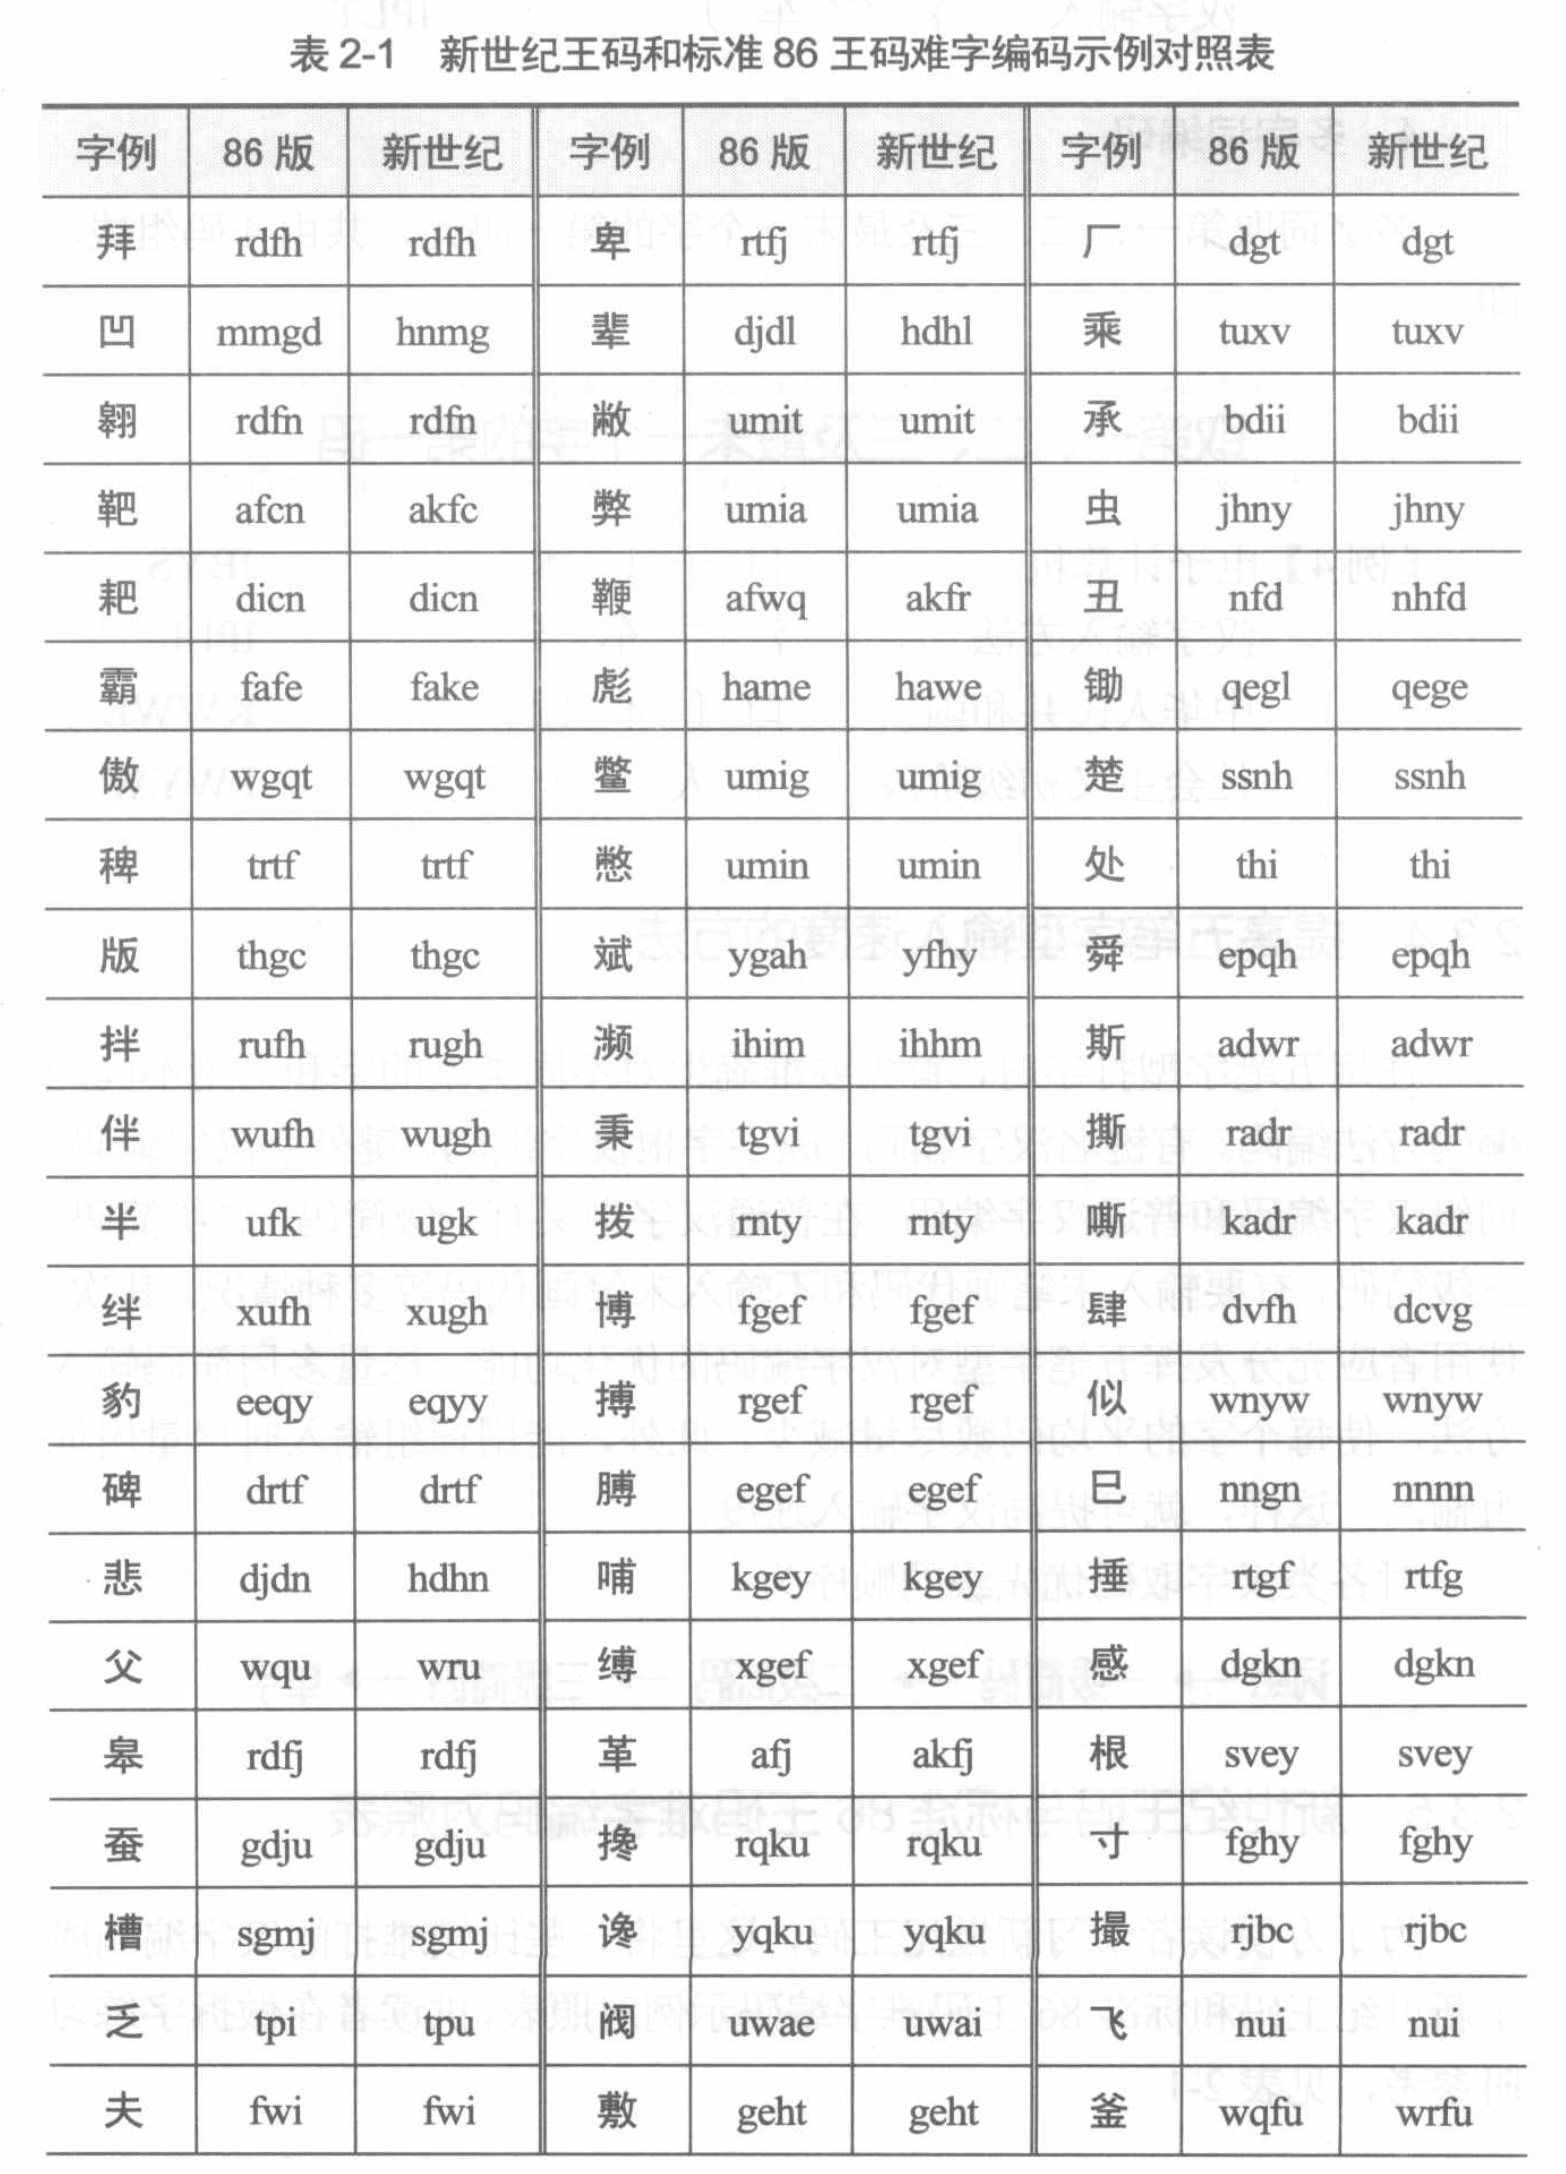 表 2-1 新世纪王码和标准 86 王码难字编码示例对照表
字例 86 版 新世纪 字例 86 版 新世纪 字例 86 版 新世纪
拜 rdfh rdfh 卑 rtfj rtfj 厂 dgt dgt
凹 mmgd hnmg 辈 djdl hdhl 乘 tuxv tuxv
翱 rdfn rdfn 敝 umit umit 承 bdii bdii
靶 afcn akfc 弊 umia umia 虫 jhny jhny
耙 dicn dicn 鞭 afwq akfr 丑 nfd nhfd
霸 fafe fake 彪 hame hawe 锄 qegl qege
傲 wgqt wgqt 鳖 umig umig 楚 ssnh ssnh
稗 trtf trtf 憋 umin umin 处 thi thi
版 thgc thgc 斌 ygah yfhy 舜 epqh epqh
拌 rufh rugh 濒 ihim ihhm 斯 adwr adwr
伴 wufh wugh 秉 tgvi tgvi 撕 radr radr
半 ufk ugk 拨 rnty rnty 嘶 kadr kadr
绊 xufh xugh 博 fgef fgef 肆 dvfh dcvg
豹 eeqy eqyy 搏 rgef rgef 似 wnyw wnyw
碑 drtf drtf 膊 egef egef 巳 nngn nnnn
悲 djdn hdhn 哺 kgey kgey 捶 rtgf rtfg
父 wqu wru 缚 xgef xgef 感 dgkn dgkn
皋 rdfj rdfj 革 afj akfj 根 svey svey
蚕 gdju gdju 搀 rqku rqku 寸 fghy fghy
槽 sgmj sgmj 谗 yqku yqku 撮 rjbc rjbc
乏 tpi tpu 阀 uwae uwai 飞 nui nui
夫 fwi fwi 敷 geht geht 釜 wqfu wrfu